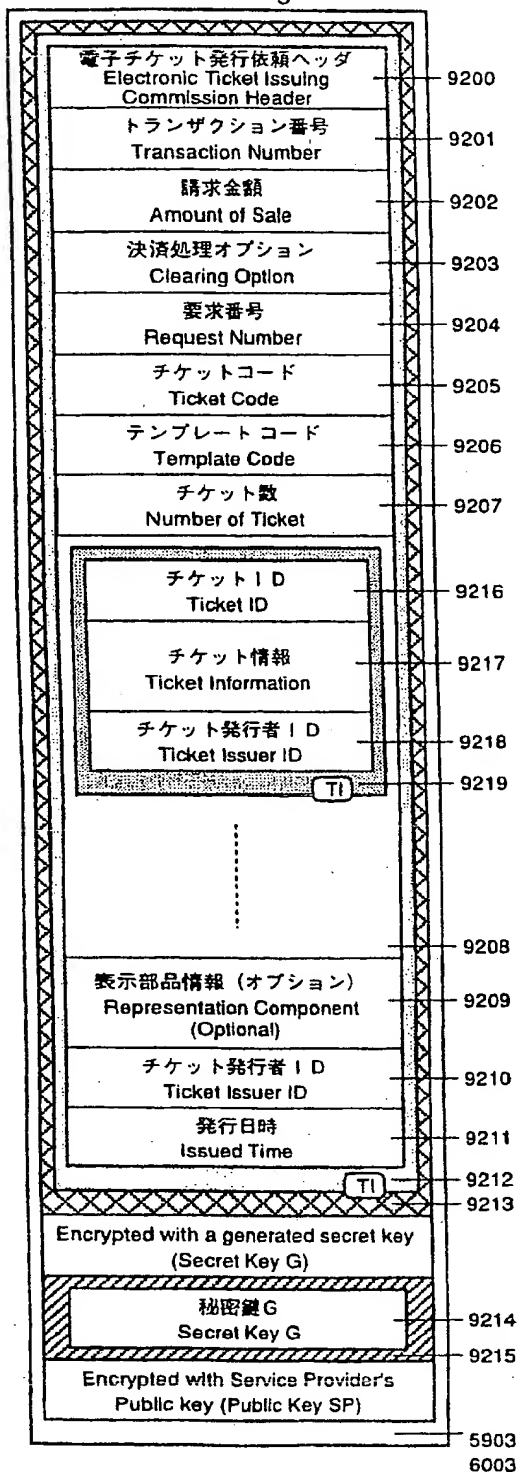 電子チケット発行依頼ヘッダ
Electronic Ticket Issuing
Commission Header
9200
トランザクション番号
Transaction Number
9201
請求金額
Amount of Sale
9202
決済処理オプション
Clearing Option
9203
要求番号
Request Number
9204
チケットコード
Ticket Code
9205
テンプレート コード
Template Code
9206
チケット数
Number of Ticket
9207
チケットID
Ticket ID
9216
チケット情報
Ticket Information
9217
チケット発行者ID
Ticket Issuer ID
9218
TI
9219
9208
表示部品情報（オプション）
Representation Component
(Optional)
9209
チケット発行者ID
Ticket Issuer ID
9210
発行日時
Issued Time
9211
TI
9212
9213
Encrypted with a generated secret key
(Secret Key G)
秘密鍵G
Secret Key G
9214
9215
Encrypted with Service Provider's
Public key (Public Key SP)
5903
6003